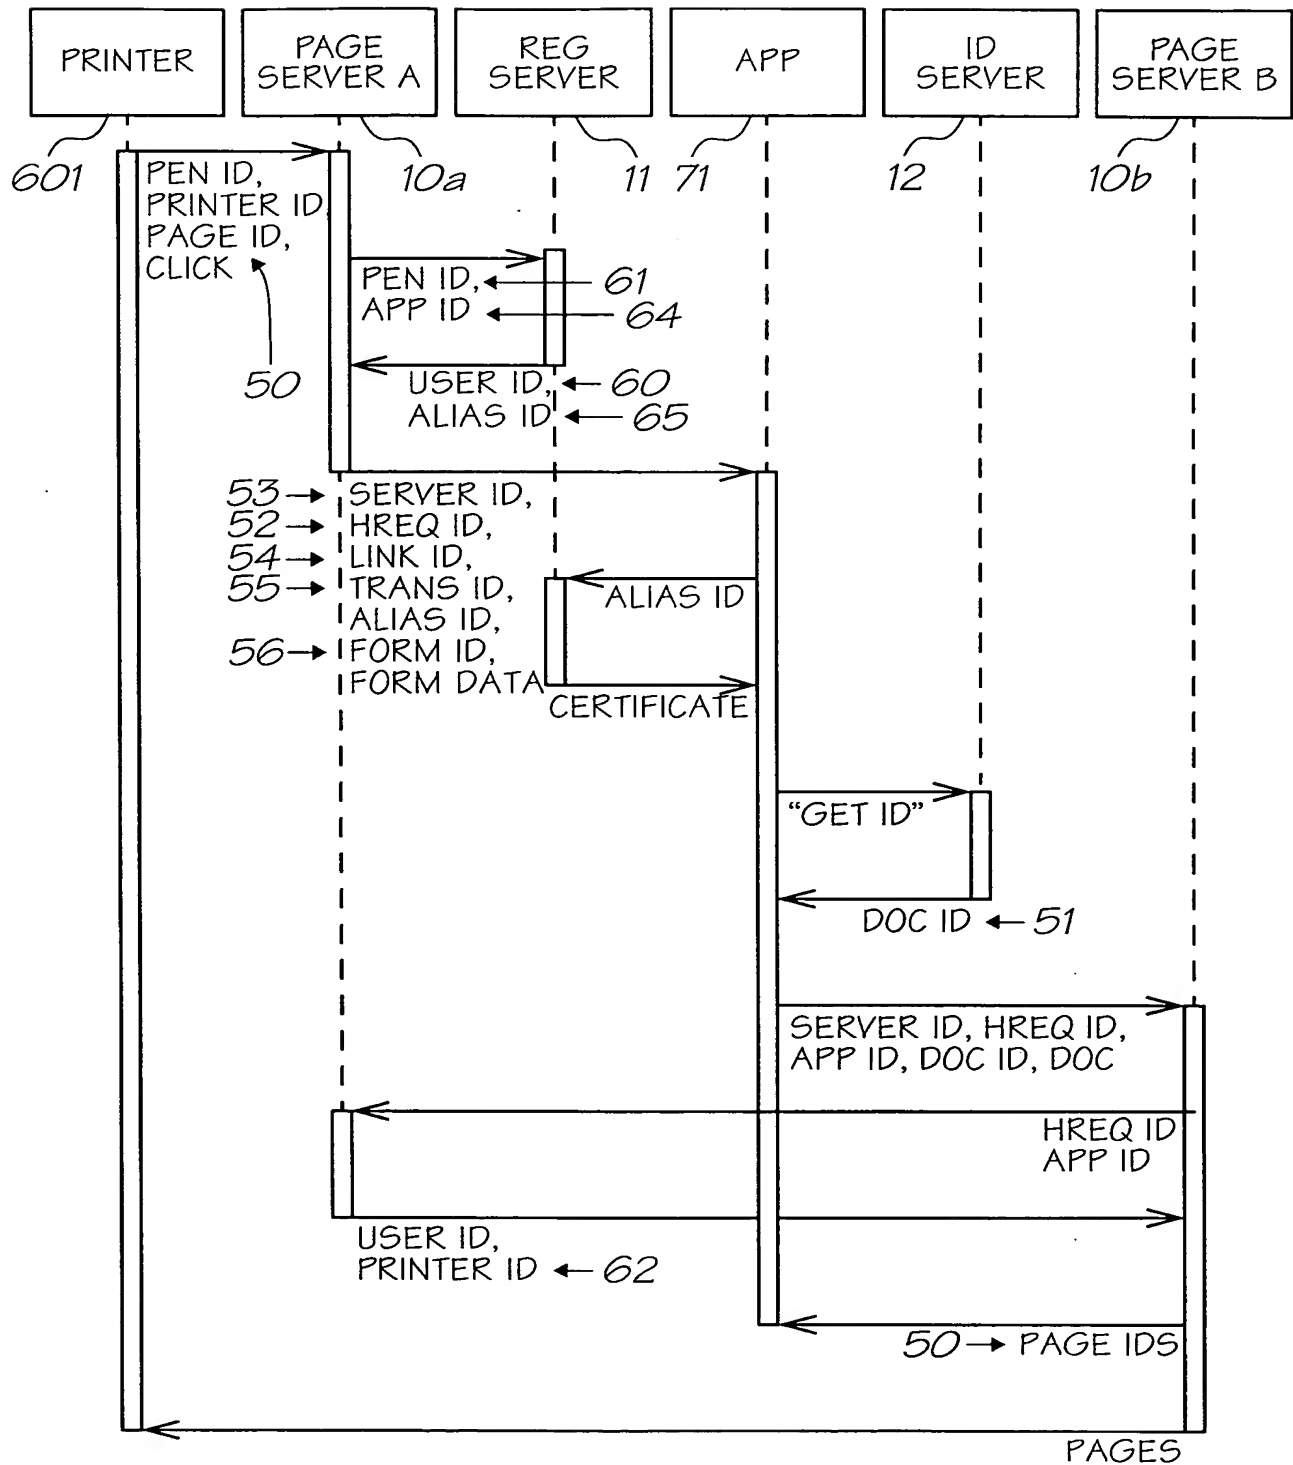 PRINTER
PAGE
SERVER A
REG
SERVER
APP
ID
SERVER
PAGE
SERVER B
601
10a
11
71
12
10b
PEN ID,
PRINTER ID
PAGE ID,
CLICK
50
PEN ID,
61
APP ID
64
USER ID,
60
ALIAS ID
65
53
SERVER ID,
52
HREQ ID,
54
LINK ID,
55
TRANS ID,
ALIAS ID,
56
FORM ID,
FORM DATA
ALIAS ID
CERTIFICATE
“GET ID”
DOC ID
51
SERVER ID, HREQ ID,
APP ID, DOC ID, DOC
HREQ ID
APP ID
USER ID,
PRINTER ID
62
50
PAGE IDS
PAGES